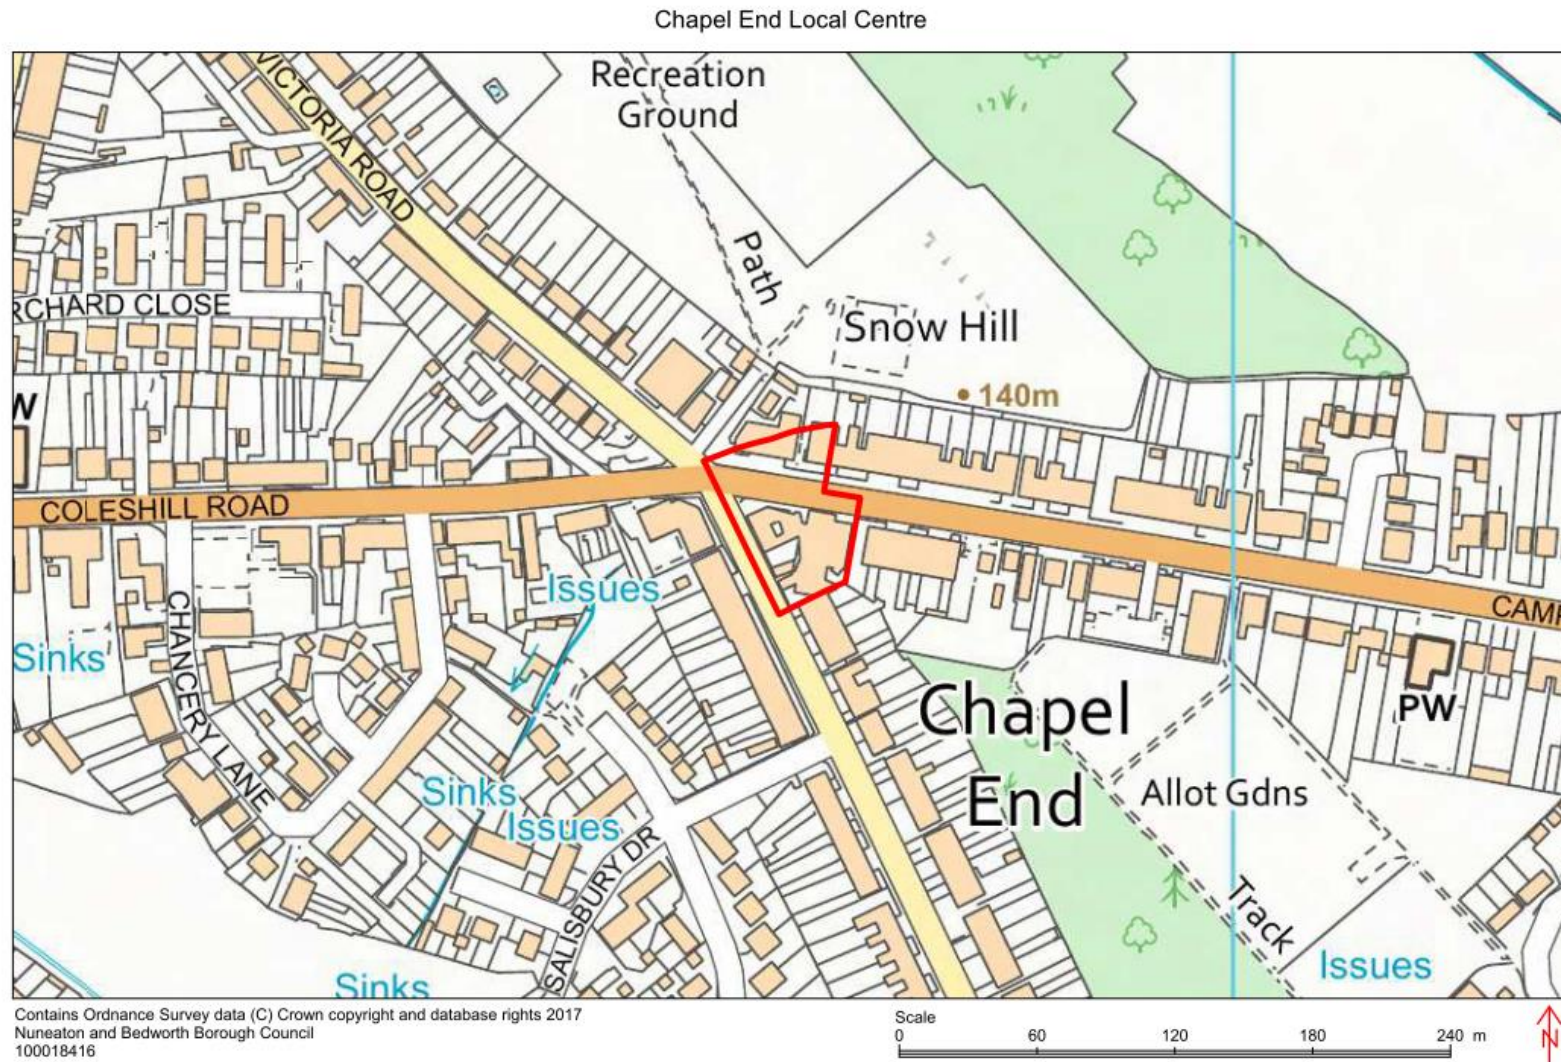 Chapel End Local Centre
VICTORIA ROAD
Recreation
Ground
Path
RCHARD CLOSE
Snow Hill
140m
W
COLESHILL ROAD
Issues
CAMP
Sinks
CHANCERY LANE
Chapel
End
PW
Sinks
Issues
Allot Gdns
SALISBURY DR
Track
Issues
Sinks
Contains Ordnance Survey data (C) Crown copyright and database rights 2017
Nuneaton and Bedworth Borough Council
100018416
Scale
0 60 120 180 240 m
N